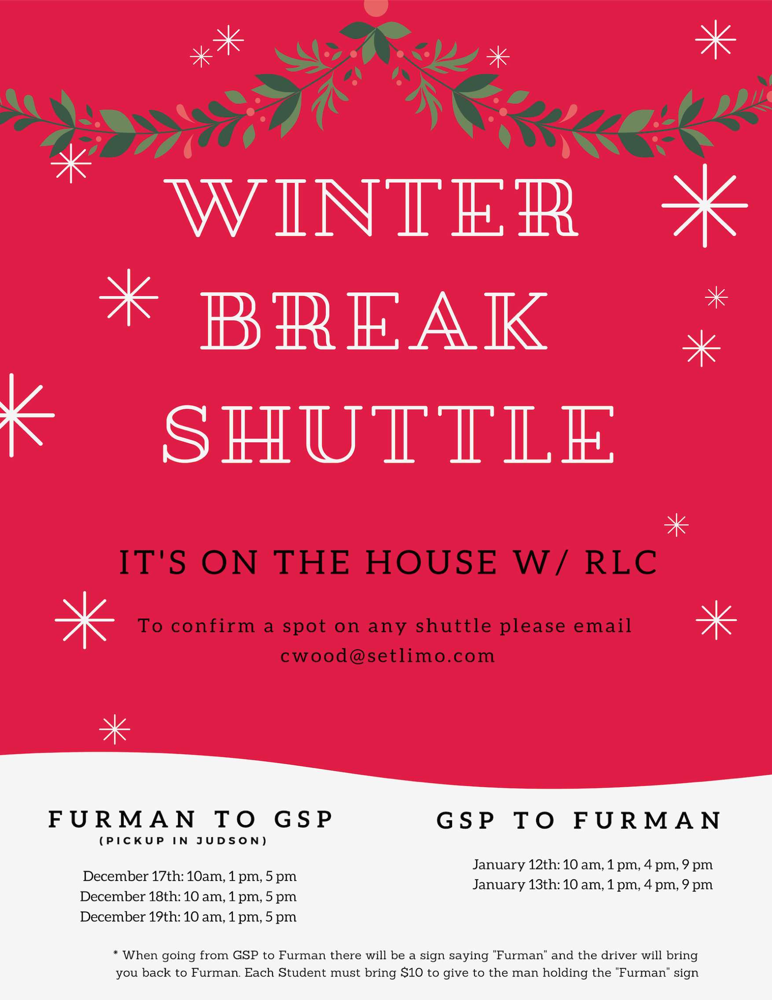 WINTER
BREAK
SHUTTLE
IT'S ON THE HOUSE W/ RLC
To confirm a spot on any shuttle please email
cwood@setlimo.com
FURMAN TO GSP
(PICKUP IN JUDSON)
December 17th: 10am, 1 pm, 5 pm
December 18th: 10 am, 1 pm, 5 pm
December 19th: 10 am, 1 pm, 5 pm
GSP TO FURMAN
January 12th: 10 am, 1 pm, 4 pm, 9 pm
January 13th: 10 am, 1 pm, 4 pm, 9 pm
* When going from GSP to Furman there will be a sign saying "Furman" and the driver will bring
you back to Furman. Each Student must bring $10 to give to the man holding the "Furman" sign